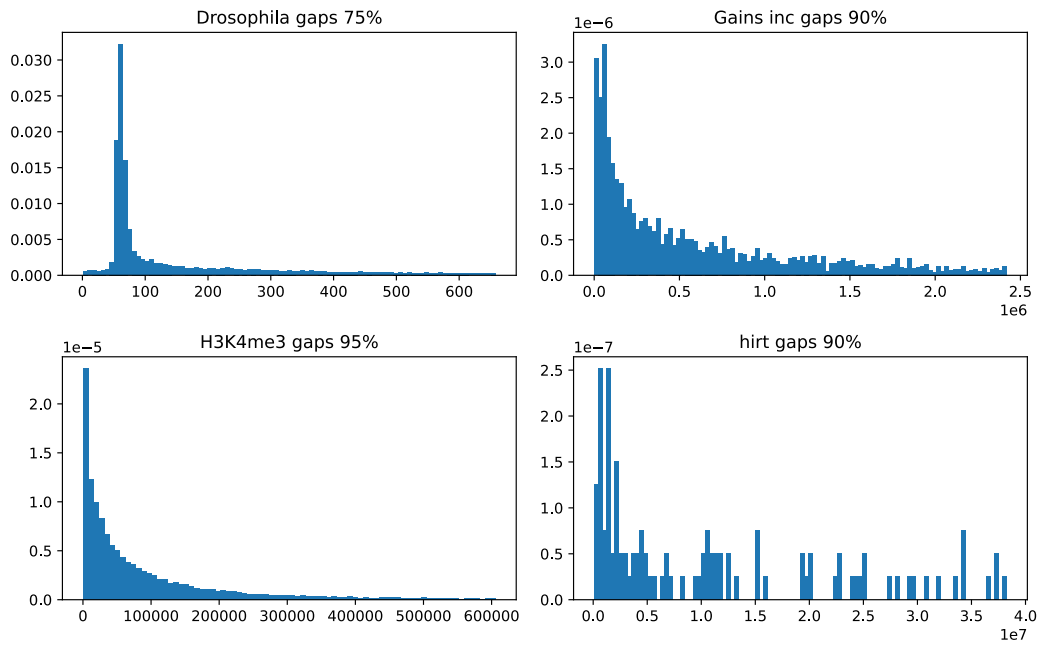 Drosophila gaps 75%
0.030
0.025
0.020
0.015
0.010
0.005
0.000
0 100 200 300 400 500 600
Gains inc gaps 90%
1e−6
3.0
2.5
2.0
1.5
1.0
0.5
0.0
0.0 0.5 1.0 1.5 2.0 2.5
1e6
H3K4me3 gaps 95%
1e−5
2.0
1.5
1.0
0.5
0.0
0 100000 200000 300000 400000 500000 600000
hirt gaps 90%
1e−7
2.5
2.0
1.5
1.0
0.5
0.0
0.0 0.5 1.0 1.5 2.0 2.5 3.0 3.5 4.0
1e7